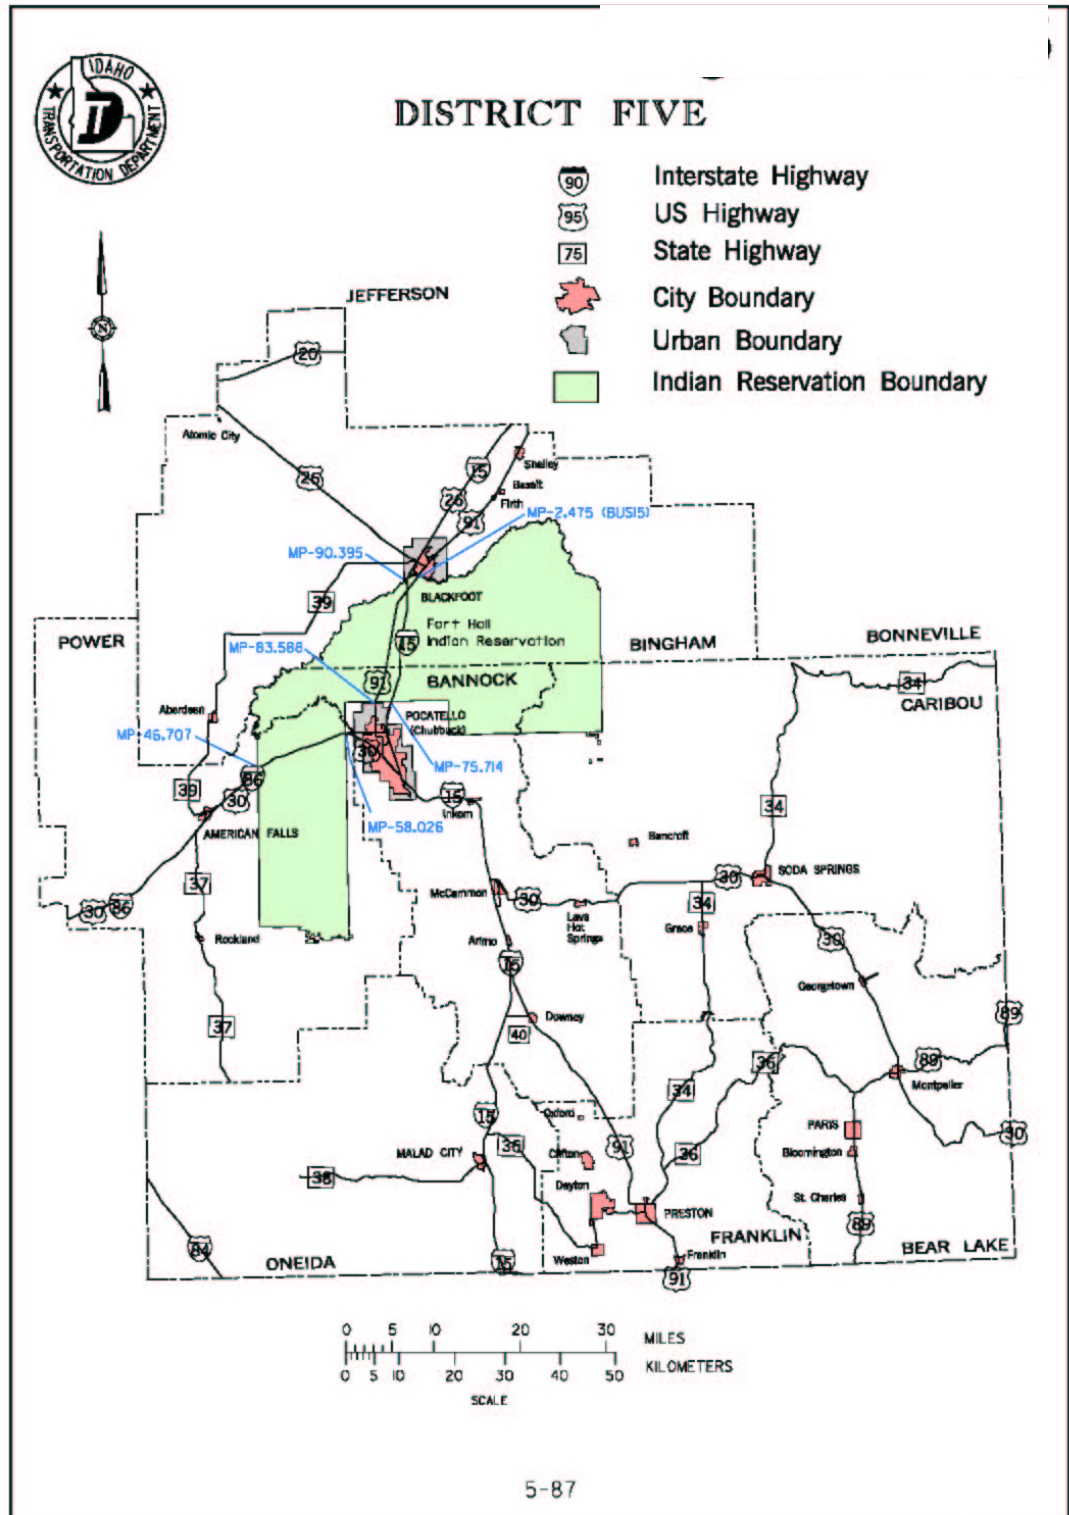 IDAHO
TRANSPORTATION DEPARTMENT
DISTRICT FIVE
90 Interstate Highway
95 US Highway
75 State Highway
City Boundary
Urban Boundary
Indian Reservation Boundary
N
JEFFERSON
20
Atomic City
26
15
Shelley
Basalt
Firth
26
91
MP-2.475 (BUS15)
MP-90.395
39
BLACKFOOT
Fort Hall
Indian Reservation
15
POWER
BINGHAM
BONNEVILLE
MP-83.588
91
BANNOCK
34
CARIBOU
Aberdeen
POCATELLO
(Chubbuck)
MP-46.707
30
MP-75.714
86
39
30
15
Inkom
34
AMERICAN FALLS
MP-58.026
Bancroft
37
30
SODA SPRINGS
McCammon
30
34
30
86
Lava
Hot
Springs
Grace
Rockland
Arimo
30
15
Georgetown
37
Downey
40
89
36
89
Montpelier
34
15
Oxford
PARIS
30
36
91
MALAD CITY
Clifton
36
Bloomington
38
Dayton
St. Charles
PRESTON
89
84
FRANKLIN
BEAR LAKE
ONEIDA
15
Weston
Franklin
91
0 5 10 20 30 MILES
0 5 10 20 30 40 50 KILOMETERS
SCALE
5-87